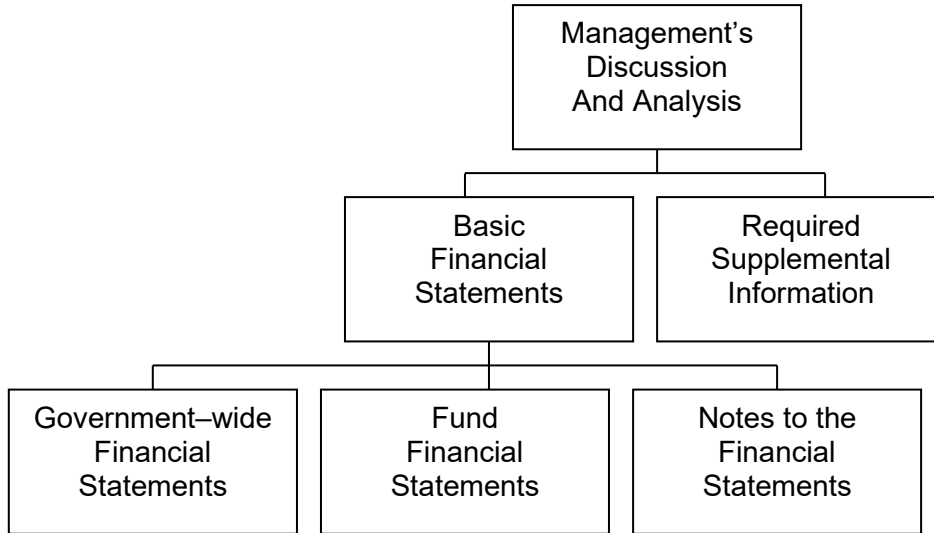 Management’s
Discussion
And Analysis
Basic
Financial
Statements
Required
Supplemental
Information
Government–wide
Financial
Statements
Fund
Financial
Statements
Notes to the
Financial
Statements